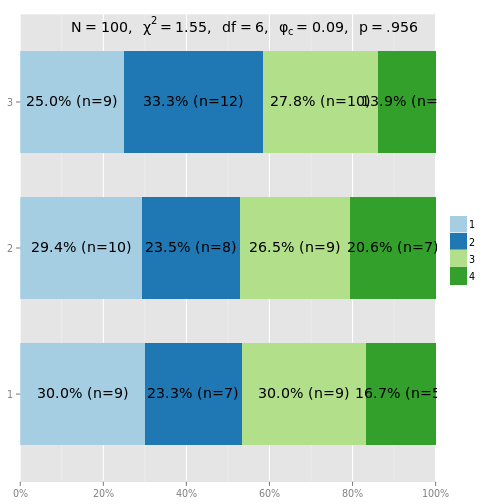 N = 100, χ2 = 1.55, df = 6, φc = 0.09, p = .956
3
25.0% (n=9) 33.3% (n=12) 27.8% (n=10) 13.9% (n=
2
29.4% (n=10) 23.5% (n=8) 26.5% (n=9) 20.6% (n=7)
1
30.0% (n=9) 23.3% (n=7) 30.0% (n=9) 16.7% (n=5
0% 20% 40% 60% 80% 100%
1
2
3
4